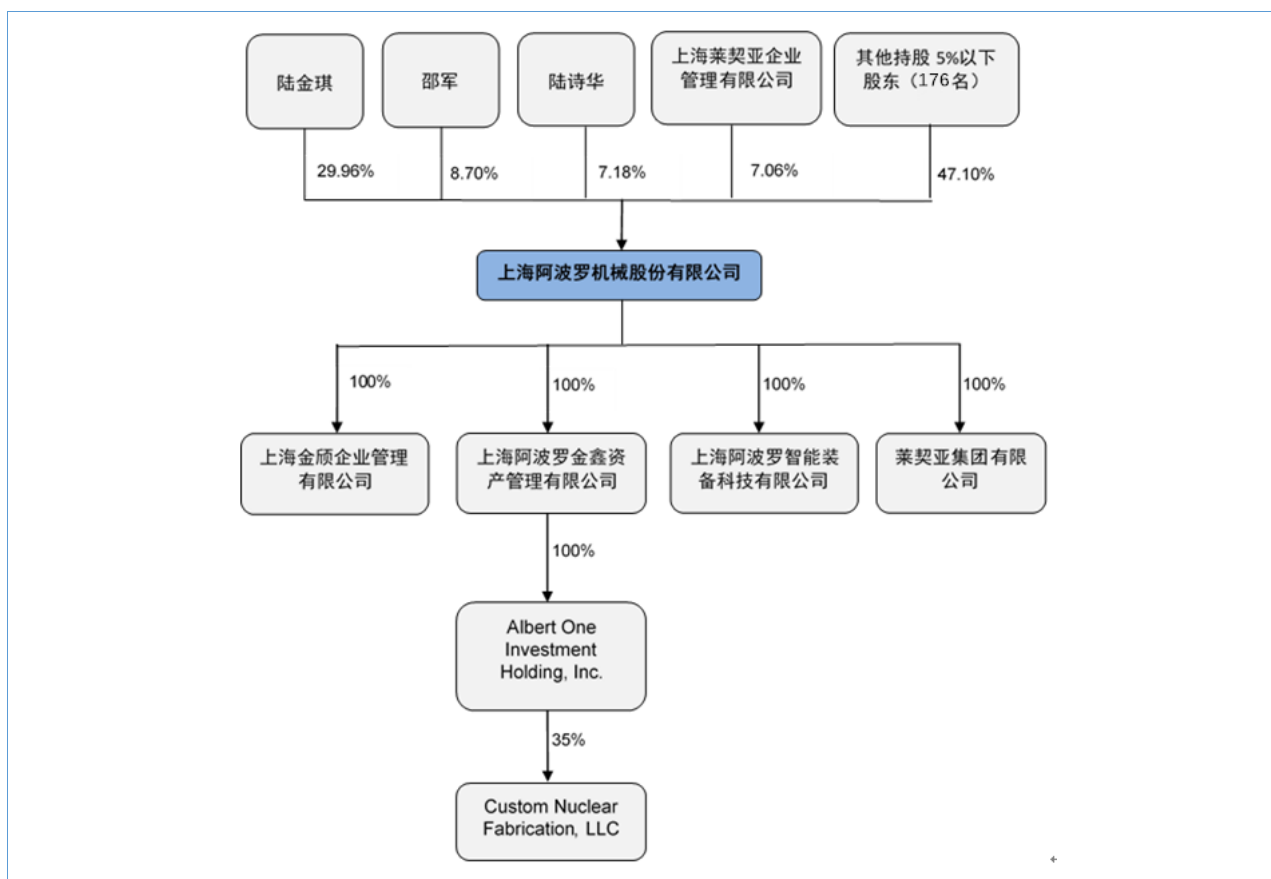 陆金琪
邵军
陆诗华
上海莱契亚企业
管理有限公司
其他持股 5%以下
股东（176名）
29.96%
8.70%
7.18%
7.06%
47.10%
上海阿波罗机械股份有限公司
100%
100%
100%
100%
上海金颀企业管理
有限公司
上海阿波罗金鑫资
产管理有限公司
上海阿波罗智能装
备科技有限公司
莱契亚集团有限
公司
100%
Albert One
Investment
Holding, Inc.
35%
Custom Nuclear
Fabrication, LLC